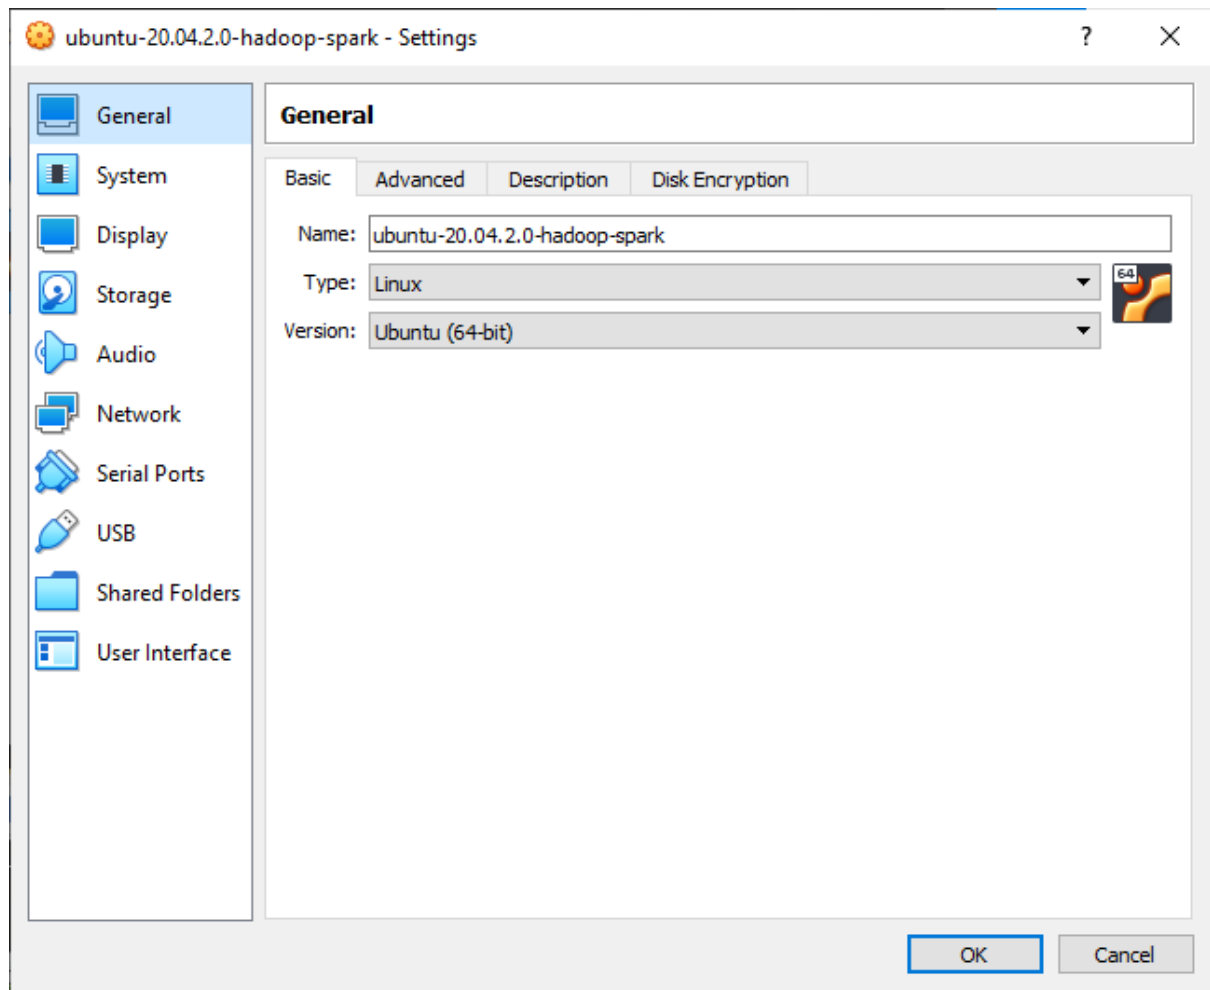 ubuntu-20.04.2.0-hadoop-spark - Settings
?
General
System
Display
Storage
Audio
Network
Serial Ports
USB
Shared Folders
User Interface
General
Basic Advanced Description Disk Encryption
Name: ubuntu-20.04.2.0-hadoop-spark
Type: Linux
64
Version: Ubuntu (64-bit)
OK Cancel